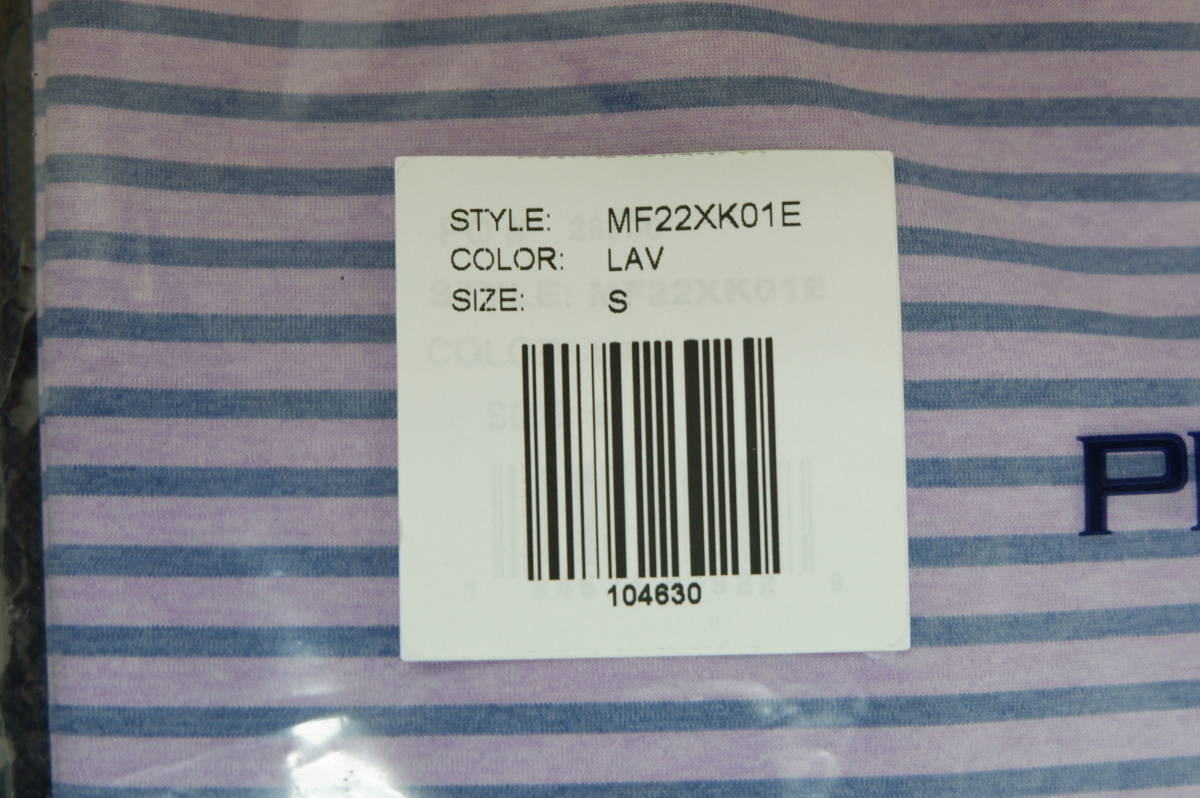 STYLE: MF22XK01E
COLOR: LAV
SIZE: S
104630
P